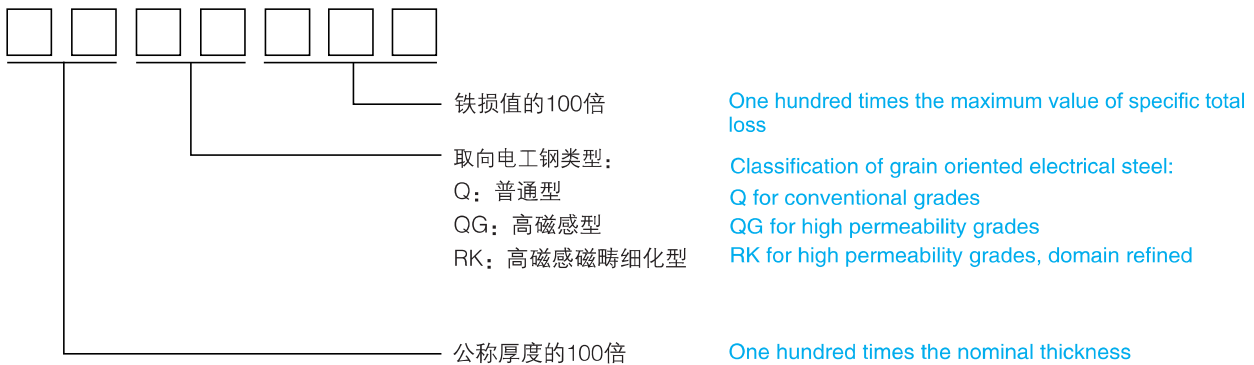 铁损值的100倍
One hundred times the maximum value of specific total
loss
取向电工钢类型：
Classification of grain oriented electrical steel:
Q：普通型
Q for conventional grades
QG：高磁感型
QG for high permeability grades
RK：高磁感磁畴细化型
RK for high permeability grades, domain refined
公称厚度的100倍
One hundred times the nominal thickness